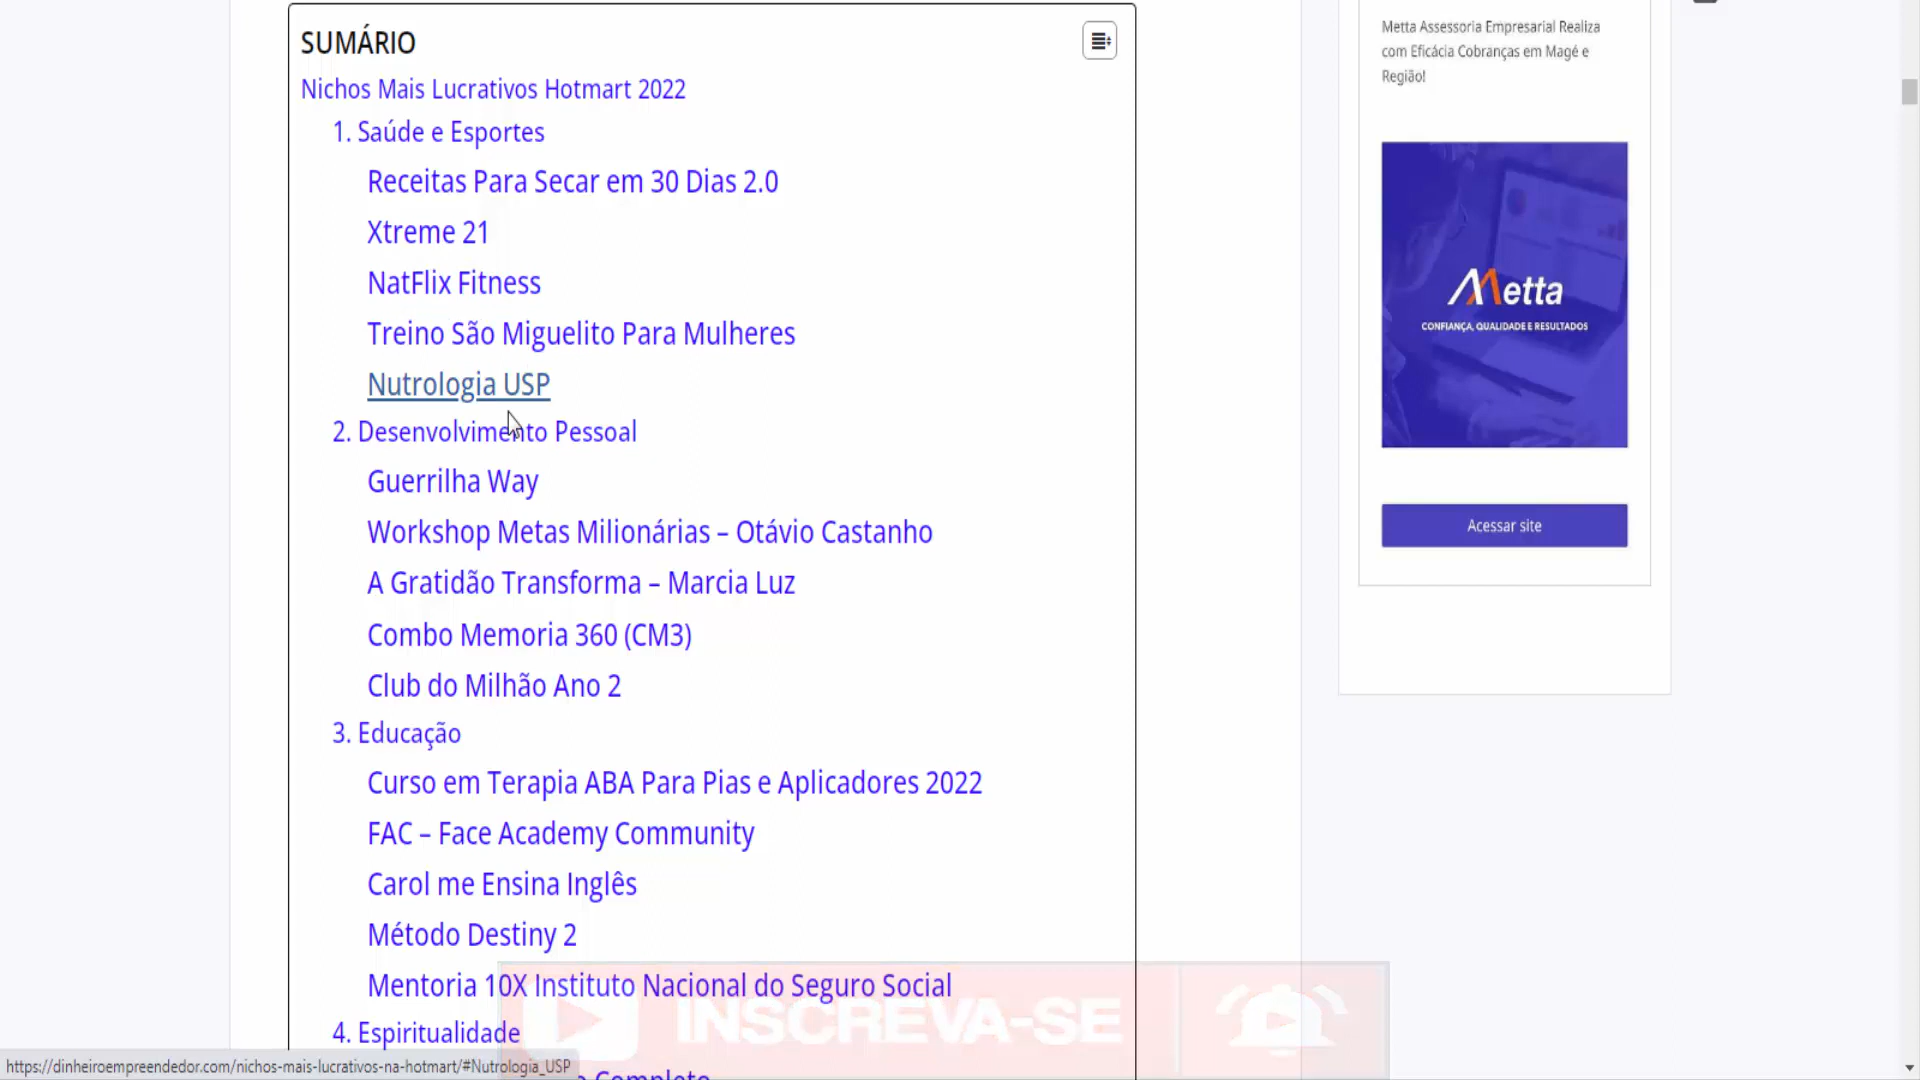 SUMÁRIO
Nichos Mais Lucrativos Hotmart 2022
1. Saúde e Esportes
Receitas Para Secar em 30 Dias 2.0
Xtreme 21
NatFlix Fitness
Treino São Miguelito Para Mulheres
Nutrologia USP
2. Desenvolvimento Pessoal
Guerrilha Way
Workshop Metas Milionárias – Otávio Castanho
A Gratidão Transforma – Marcia Luz
Combo Memoria 360 (CM3)
Club do Milhão Ano 2
3. Educação
Curso em Terapia ABA Para Pias e Aplicadores 2022
FAC – Face Academy Community
Carol me Ensina Inglês
Método Destiny 2
Mentoria 10X Instituto Nacional do Seguro Social
4. Espiritualidade
Completo
INSCREVA-SE
https://dinheiroempreendedor.com/nichos-mais-lucrativos-na-hotmart/#Nutrologia_USP
Metta Assessoria Empresarial Realiza
com Eficácia Cobranças em Magé e
Região!
Metta
CONFIANÇA, QUALIDADE E RESULTADOS
Acessar site